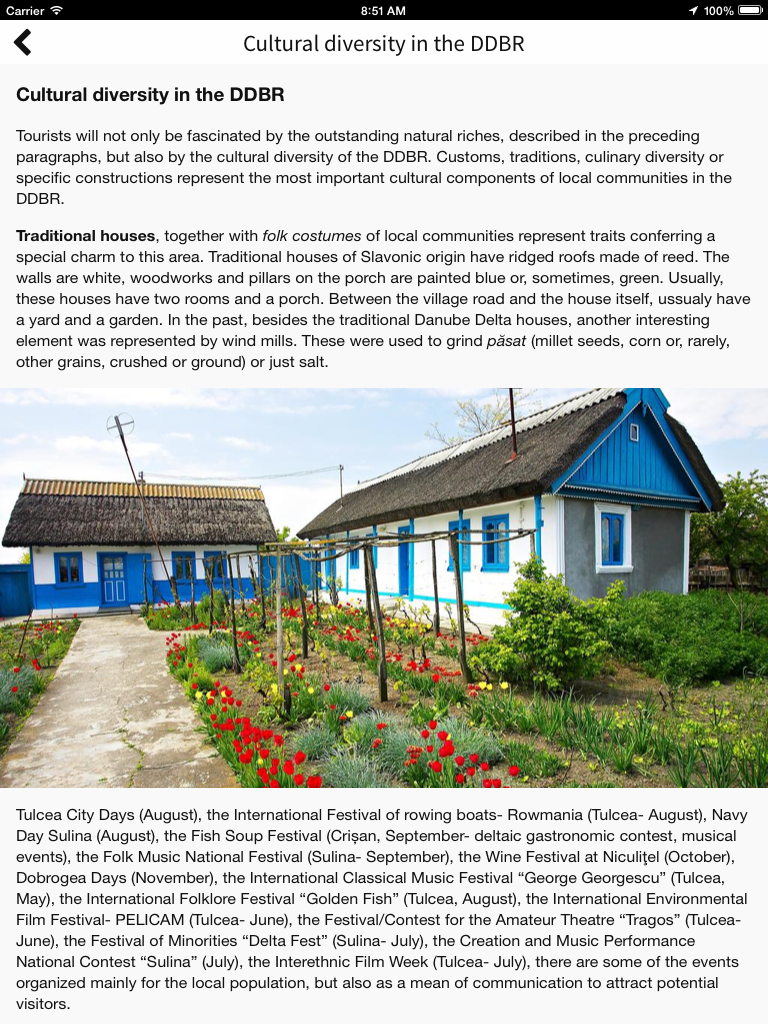 Carrier
8:51 AM
100%
Cultural diversity in the DDBR
Cultural diversity in the DDBR
Tourists will not only be fascinated by the outstanding natural riches, described in the preceding
paragraphs, but also by the cultural diversity of the DDBR. Customs, traditions, culinary diversity or
specific constructions represent the most important cultural components of local communities in the
DDBR.
Traditional houses, together with folk costumes of local communities represent traits conferring a
special charm to this area. Traditional houses of Slavonic origin have ridged roofs made of reed. The
walls are white, woodworks and pillars on the porch are painted blue or, sometimes, green. Usually,
these houses have two rooms and a porch. Between the village road and the house itself, ussualy have
a yard and a garden. In the past, besides the traditional Danube Delta houses, another interesting
element was represented by wind mills. These were used to grind păsat (millet seeds, corn or, rarely,
other grains, crushed or ground) or just salt.
Tulcea City Days (August), the International Festival of rowing boats- Rowmania (Tulcea- August), Navy
Day Sulina (August), the Fish Soup Festival (Crișan, September- deltaic gastronomic contest, musical
events), the Folk Music National Festival (Sulina- September), the Wine Festival at Niculiţel (October),
Dobrogea Days (November), the International Classical Music Festival “George Georgescu” (Tulcea,
May), the International Folklore Festival “Golden Fish” (Tulcea, August), the International Environmental
Film Festival- PELICAM (Tulcea- June), the Festival/Contest for the Amateur Theatre “Tragos” (Tulcea-
June), the Festival of Minorities “Delta Fest” (Sulina- July), the Creation and Music Performance
National Contest “Sulina” (July), the Interethnic Film Week (Tulcea- July), there are some of the events
organized mainly for the local population, but also as a mean of communication to attract potential
visitors.